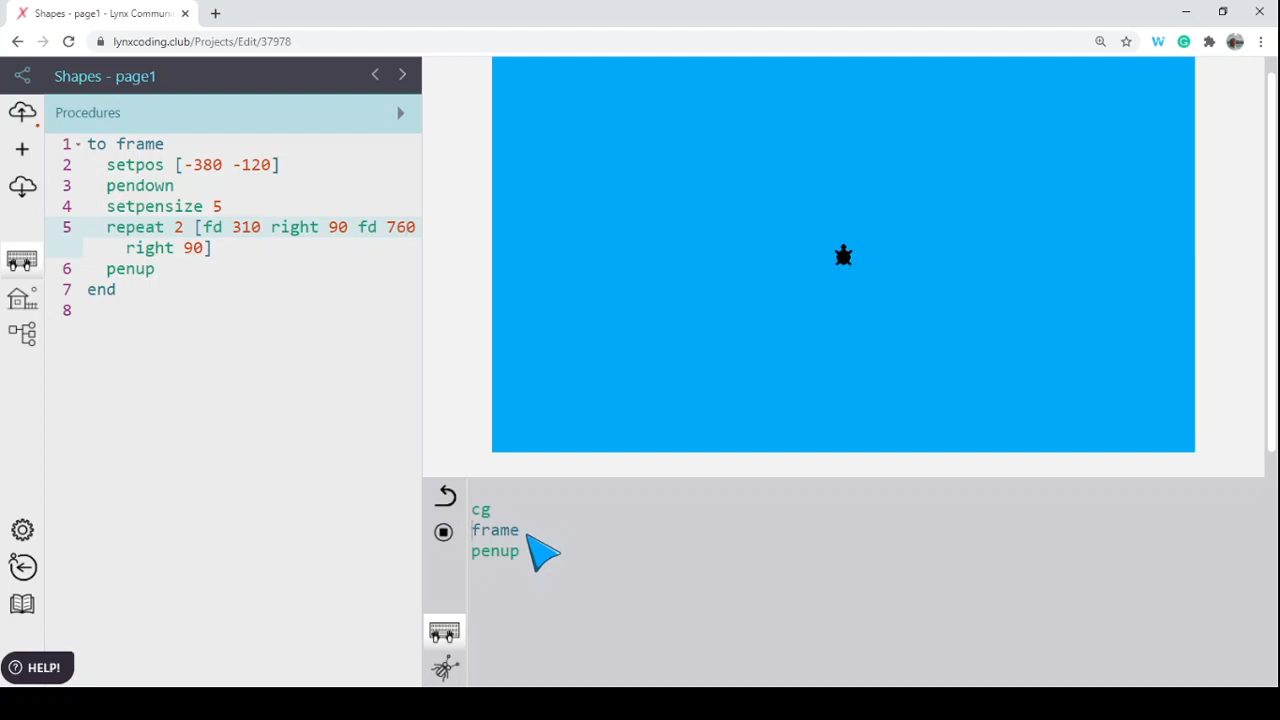 Shapes - page1 - Lynx Commun
lynxcoding.club/Projects/Edit/37978
Shapes - page1
Procedures
1 to frame
2 setpos [-380 -120]
3 pendown
4 setpensize 5
5 repeat 2 [fd 310 right 90 fd 760
right 90]
6 penup
7 end
8
cg
frame
penup
? HELP!